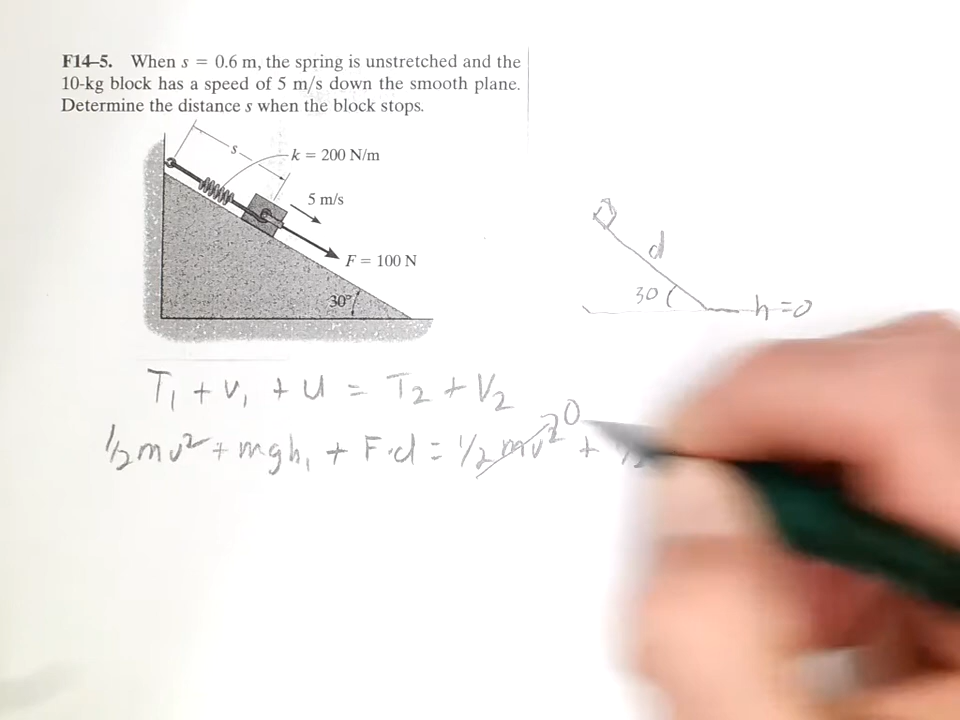 F14–5. When s = 0.6 m, the spring is unstretched and the
10-kg block has a speed of 5 m/s down the smooth plane.
Determine the distance s when the block stops.
s
k = 200 N/m
5 m/s
F = 100 N
30°
d
30
h=0
T₁ + V₁ + U = T₂ + V₂
½mv² + mgh₁ + F·d = ½mv² 0 + ½